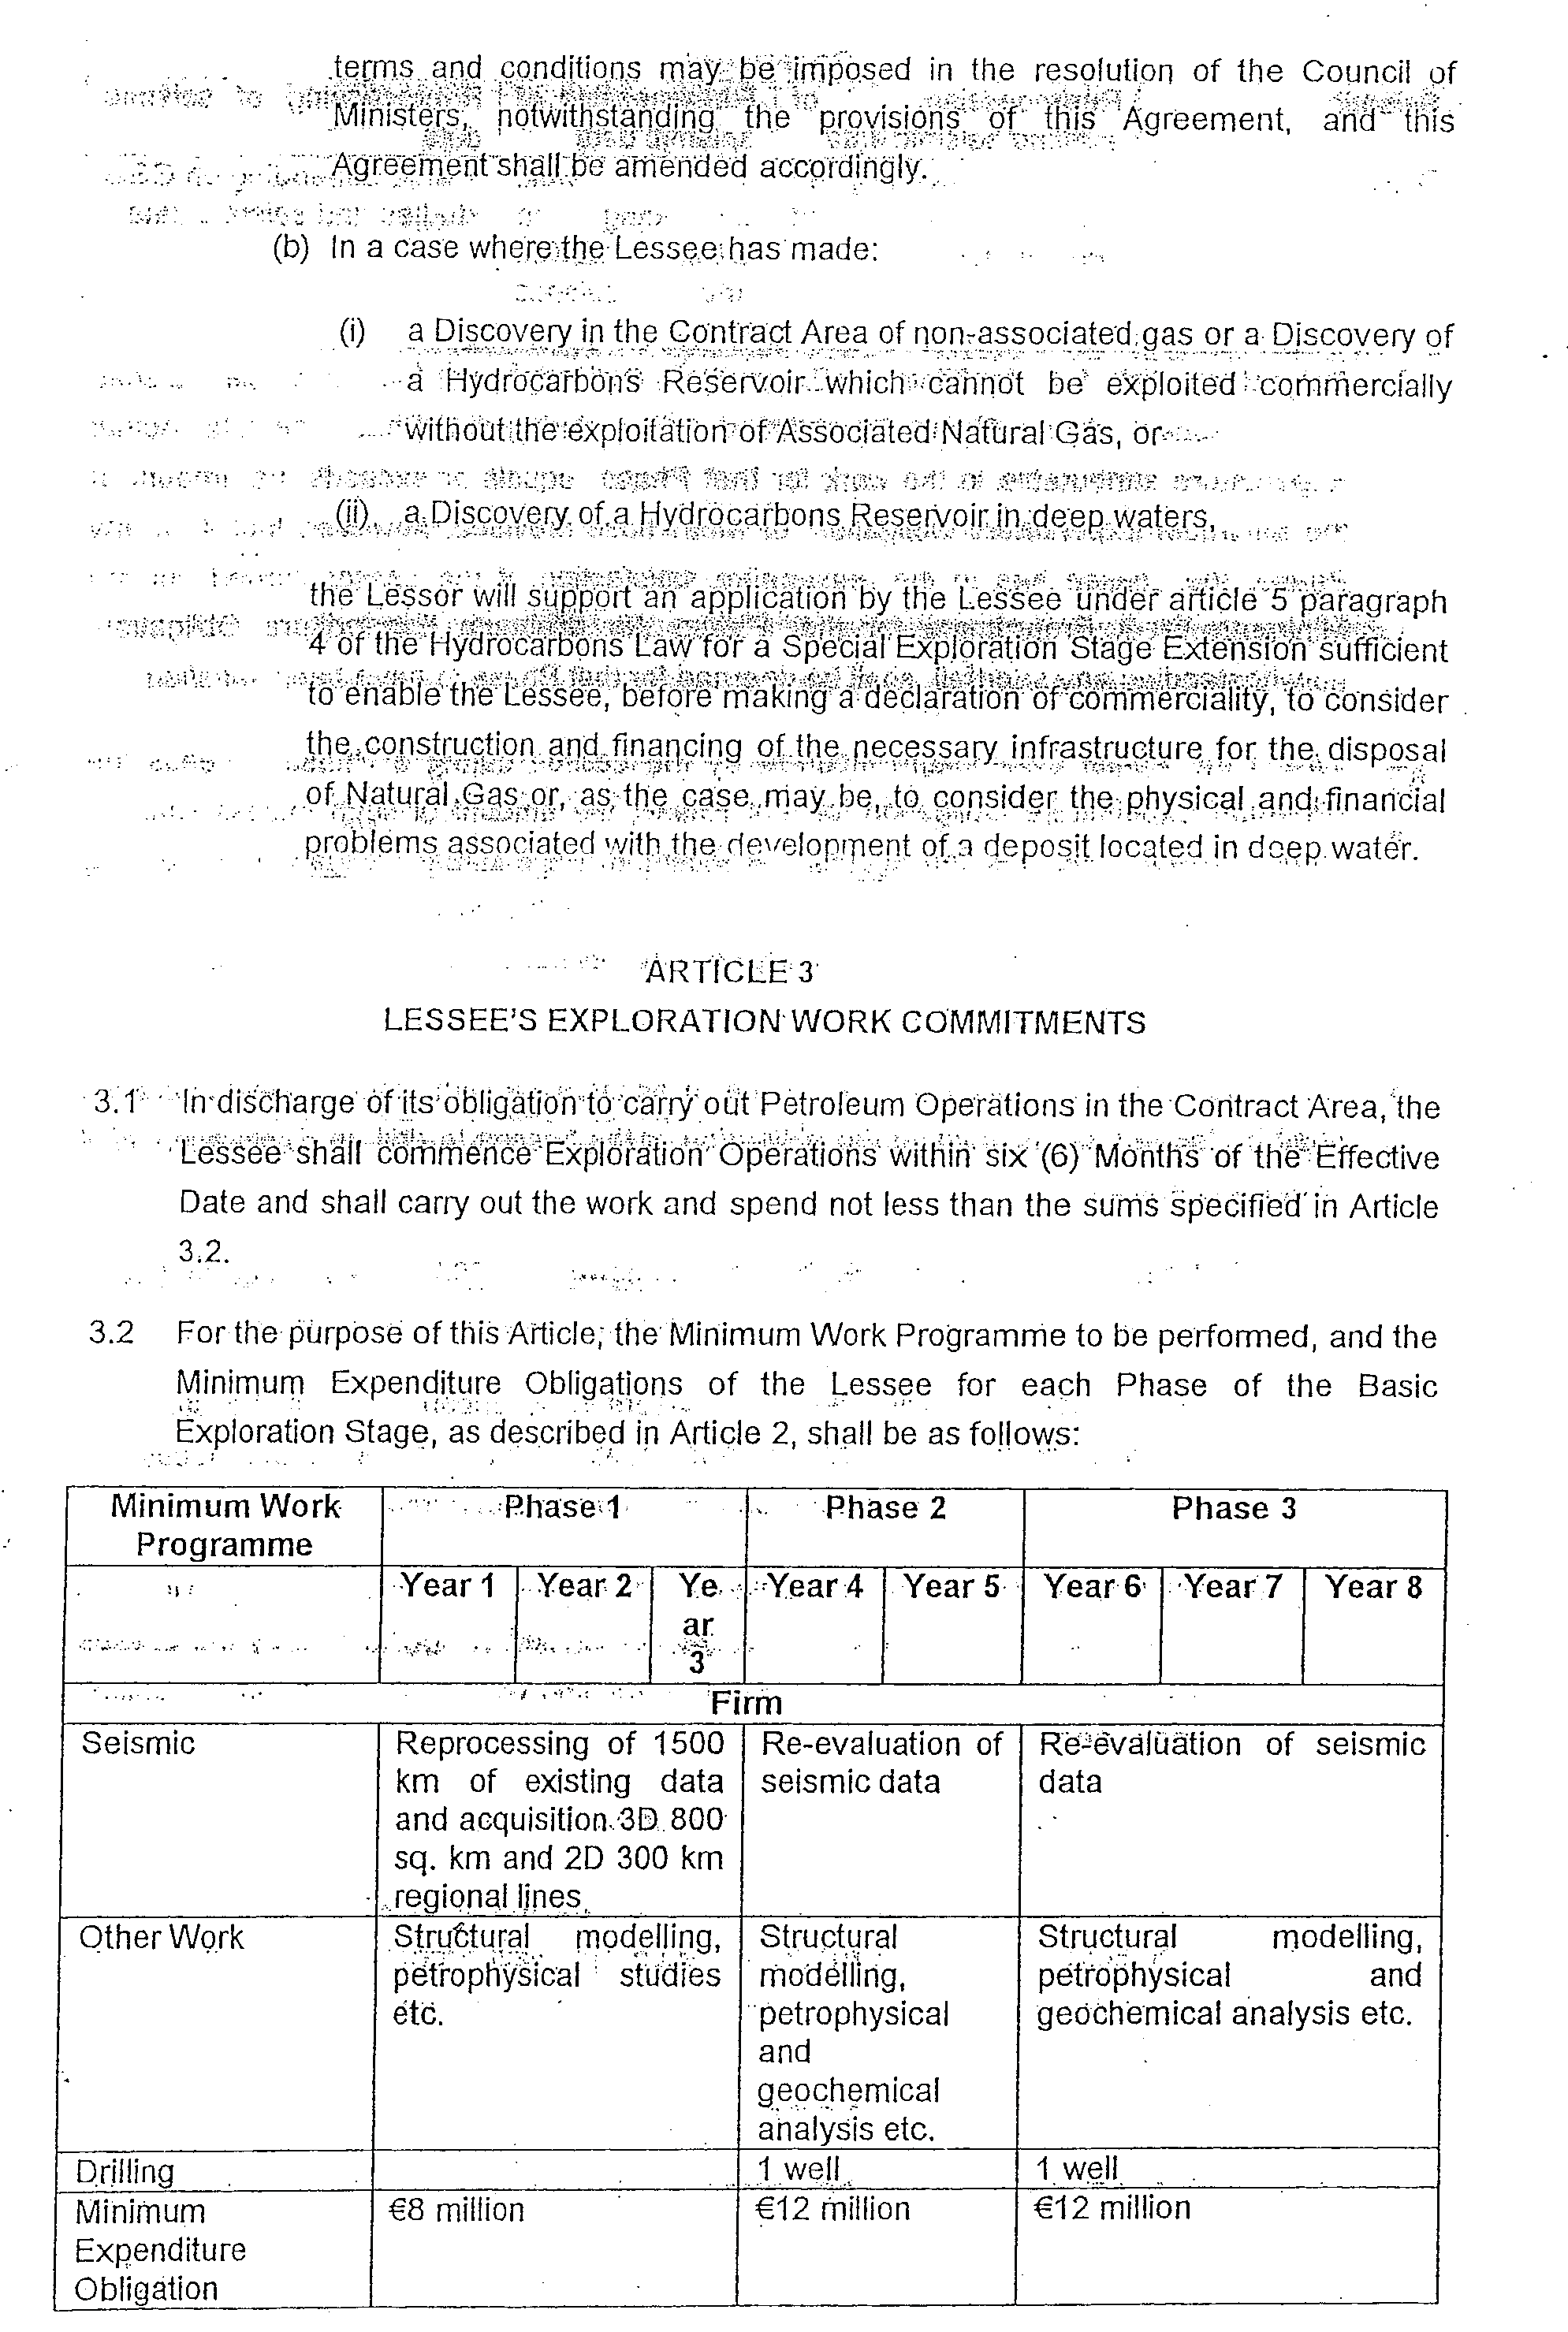 terms and conditions may be imposed in the resolution of the Council of
Ministers, notwithstanding the provisions of this Agreement, and this
Agreement shall be amended accordingly.
(b) In a case where the Lessee has made:
(i) a Discovery in the Contract Area of non-associated gas or a Discovery of
a Hydrocarbons Reservoir which cannot be exploited commercially
without the exploitation of Associated Natural Gas, or
(ii) a Discovery of a Hydrocarbons Reservoir in deep waters,
the Lessor will support an application by the Lessee under article 5 paragraph
4 of the Hydrocarbons Law for a Special Exploration Stage Extension sufficient
to enable the Lessee, before making a declaration of commerciality, to consider
the construction and financing of the necessary infrastructure for the disposal
of Natural Gas or, as the case may be, to consider the physical and financial
problems associated with the development of a deposit located in deep water.
ARTICLE 3
LESSEE'S EXPLORATION WORK COMMITMENTS
3.1 In discharge of its obligation to carry out Petroleum Operations in the Contract Area, the
Lessee shall commence Exploration Operations within six (6) Months of the Effective
Date and shall carry out the work and spend not less than the sums specified in Article
3.2.
3.2 For the purpose of this Article, the Minimum Work Programme to be performed, and the
Minimum Expenditure Obligations of the Lessee for each Phase of the Basic
Exploration Stage, as described in Article 2, shall be as follows:
Minimum Work Phase 1 Phase 2 Phase 3
Programme
Year 1 Year 2 Ye Year 4 Year 5 Year 6 Year 7 Year 8
ar
3
Firm
Seismic Reprocessing of 1500 Re-evaluation of Re-evaluation of seismic
km of existing data seismic data data
and acquisition 3D 800
sq. km and 2D 300 km
regional lines
Other Work Structural modelling, Structural Structural modelling,
petrophysical studies modelling, petrophysical and
etc. petrophysical geochemical analysis etc.
and
geochemical
analysis etc.
Drilling 1 well 1 well
Minimum €8 million €12 million €12 million
Expenditure
Obligation